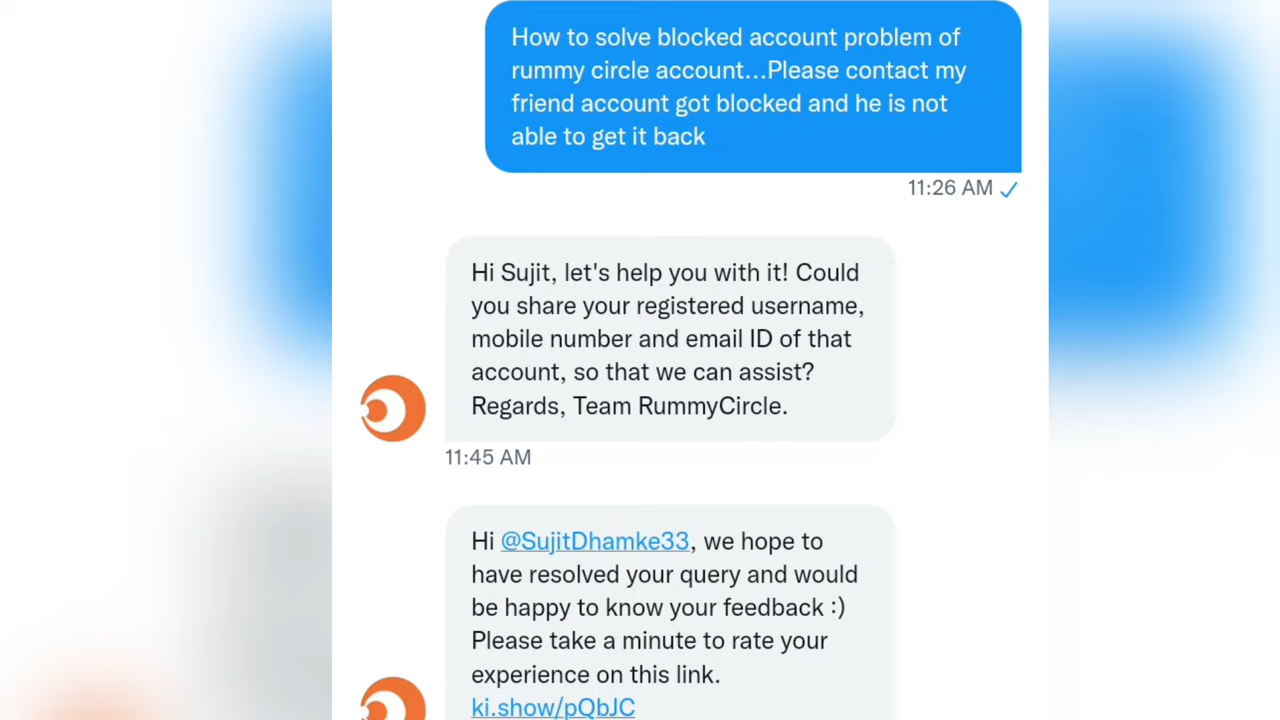 How to solve blocked account problem of
rummy circle account...Please contact my
friend account got blocked and he is not
able to get it back
11:26 AM
Hi Sujit, let's help you with it! Could
you share your registered username,
mobile number and email ID of that
account, so that we can assist?
Regards, Team RummyCircle.
11:45 AM
Hi @SujitDhamke33, we hope to
have resolved your query and would
be happy to know your feedback :)
Please take a minute to rate your
experience on this link.
ki.show/pQbJC